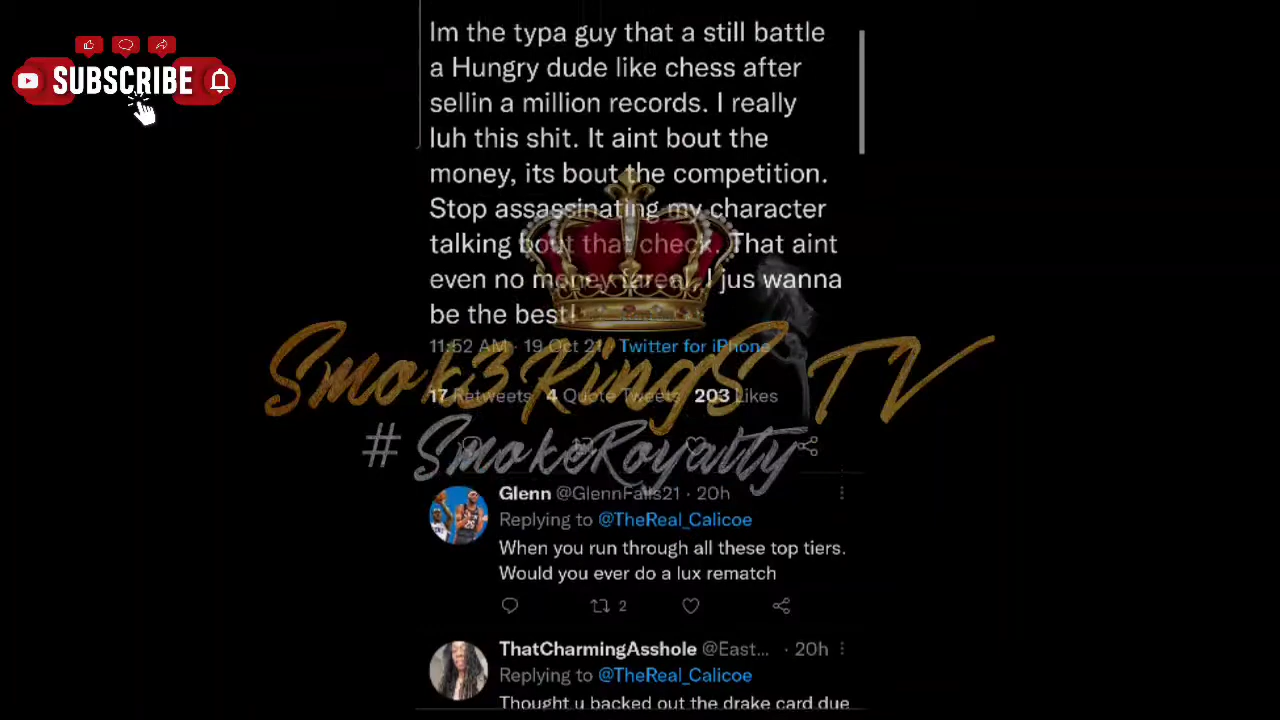 SUBSCRIBE
Im the typa guy that a still battle
a Hungry dude like chess after
sellin a million records. I really
luh this shit. It aint bout the
money, its bout the competition.
Stop assassinating my character
talking bout that check. That aint
even no money fareal, I jus wanna
be the best!
11:52 AM · 19 Oct 21 · Twitter for iPhone
17 Retweets 4 Quote Tweets 203 Likes
Smok3KingS TV
#SmokeRoyalty
Glenn @GlennFalls21 · 20h
Replying to @TheReal_Calicoe
When you run through all these top tiers.
Would you ever do a lux rematch
2
ThatCharmingAsshole @East... · 20h
Replying to @TheReal_Calicoe
Thought u backed out the drake card due